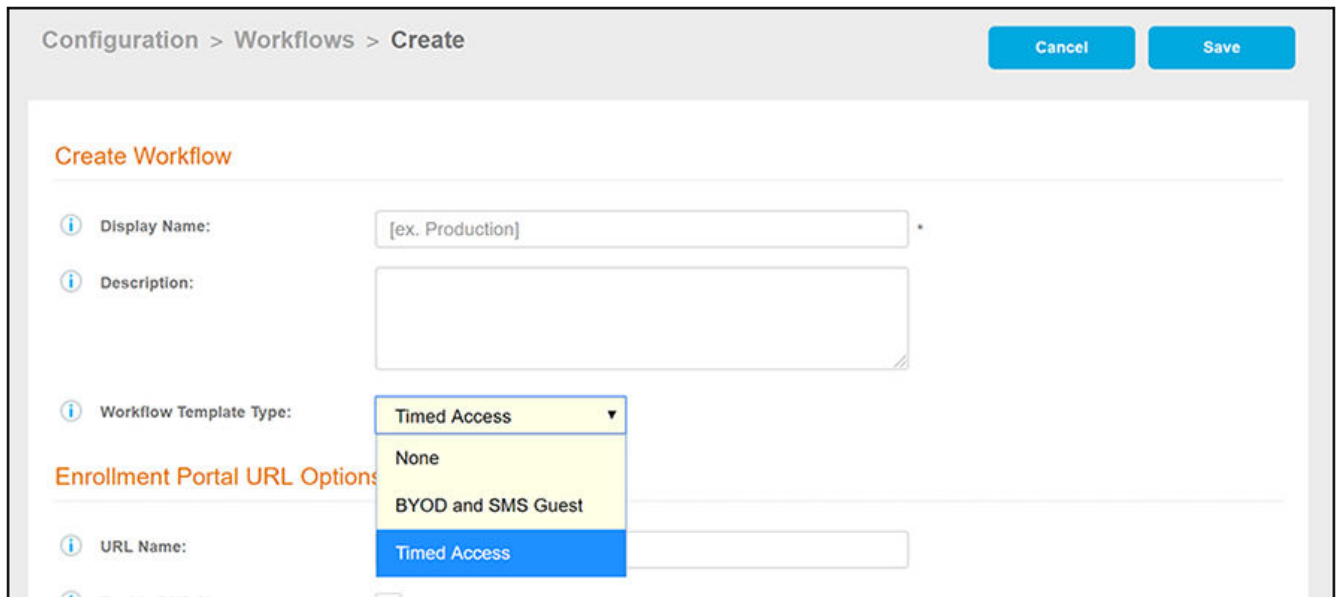 Configuration > Workflows > Create
Cancel
Save
Create Workflow
Display Name:
[ex. Production]
*
Description:
Workflow Template Type:
Timed Access
None
BYOD and SMS Guest
Timed Access
Enrollment Portal URL Options
URL Name: